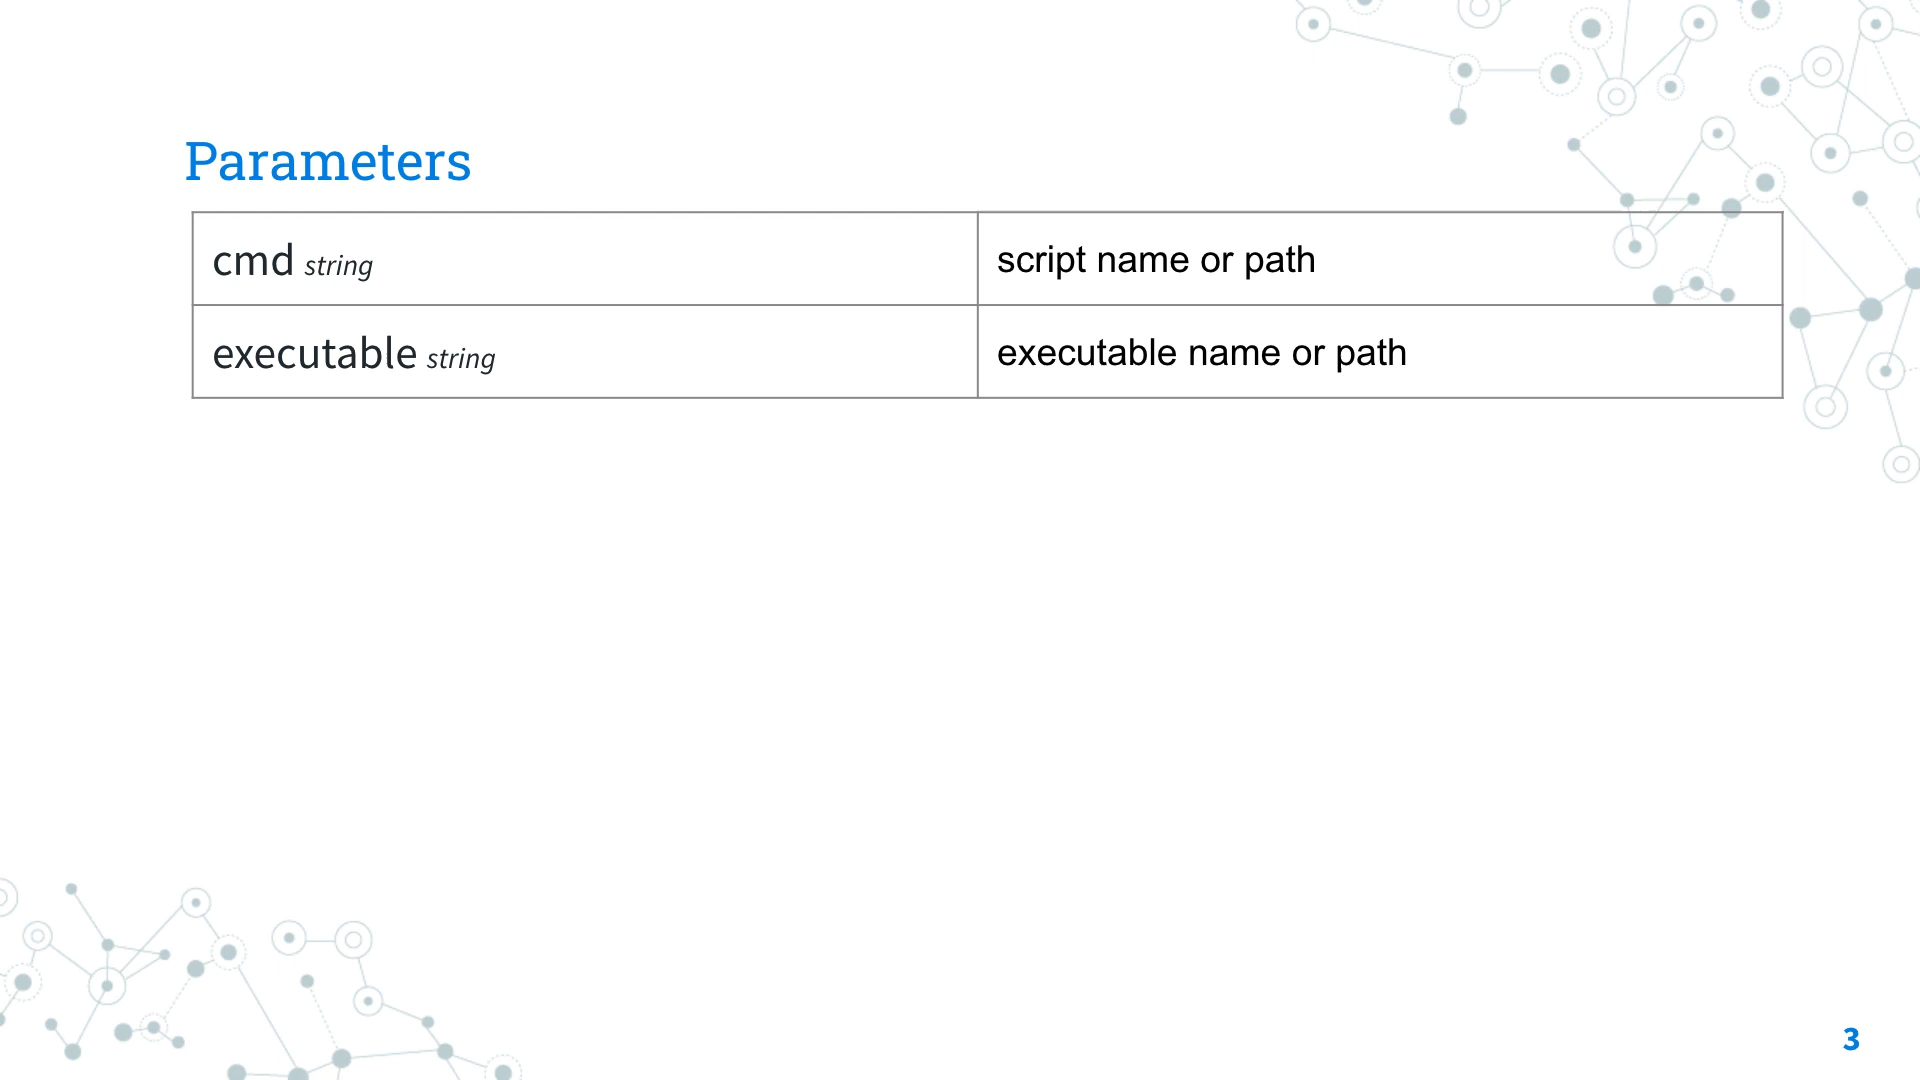 Parameters
cmd string script name or path
executable string executable name or path
3